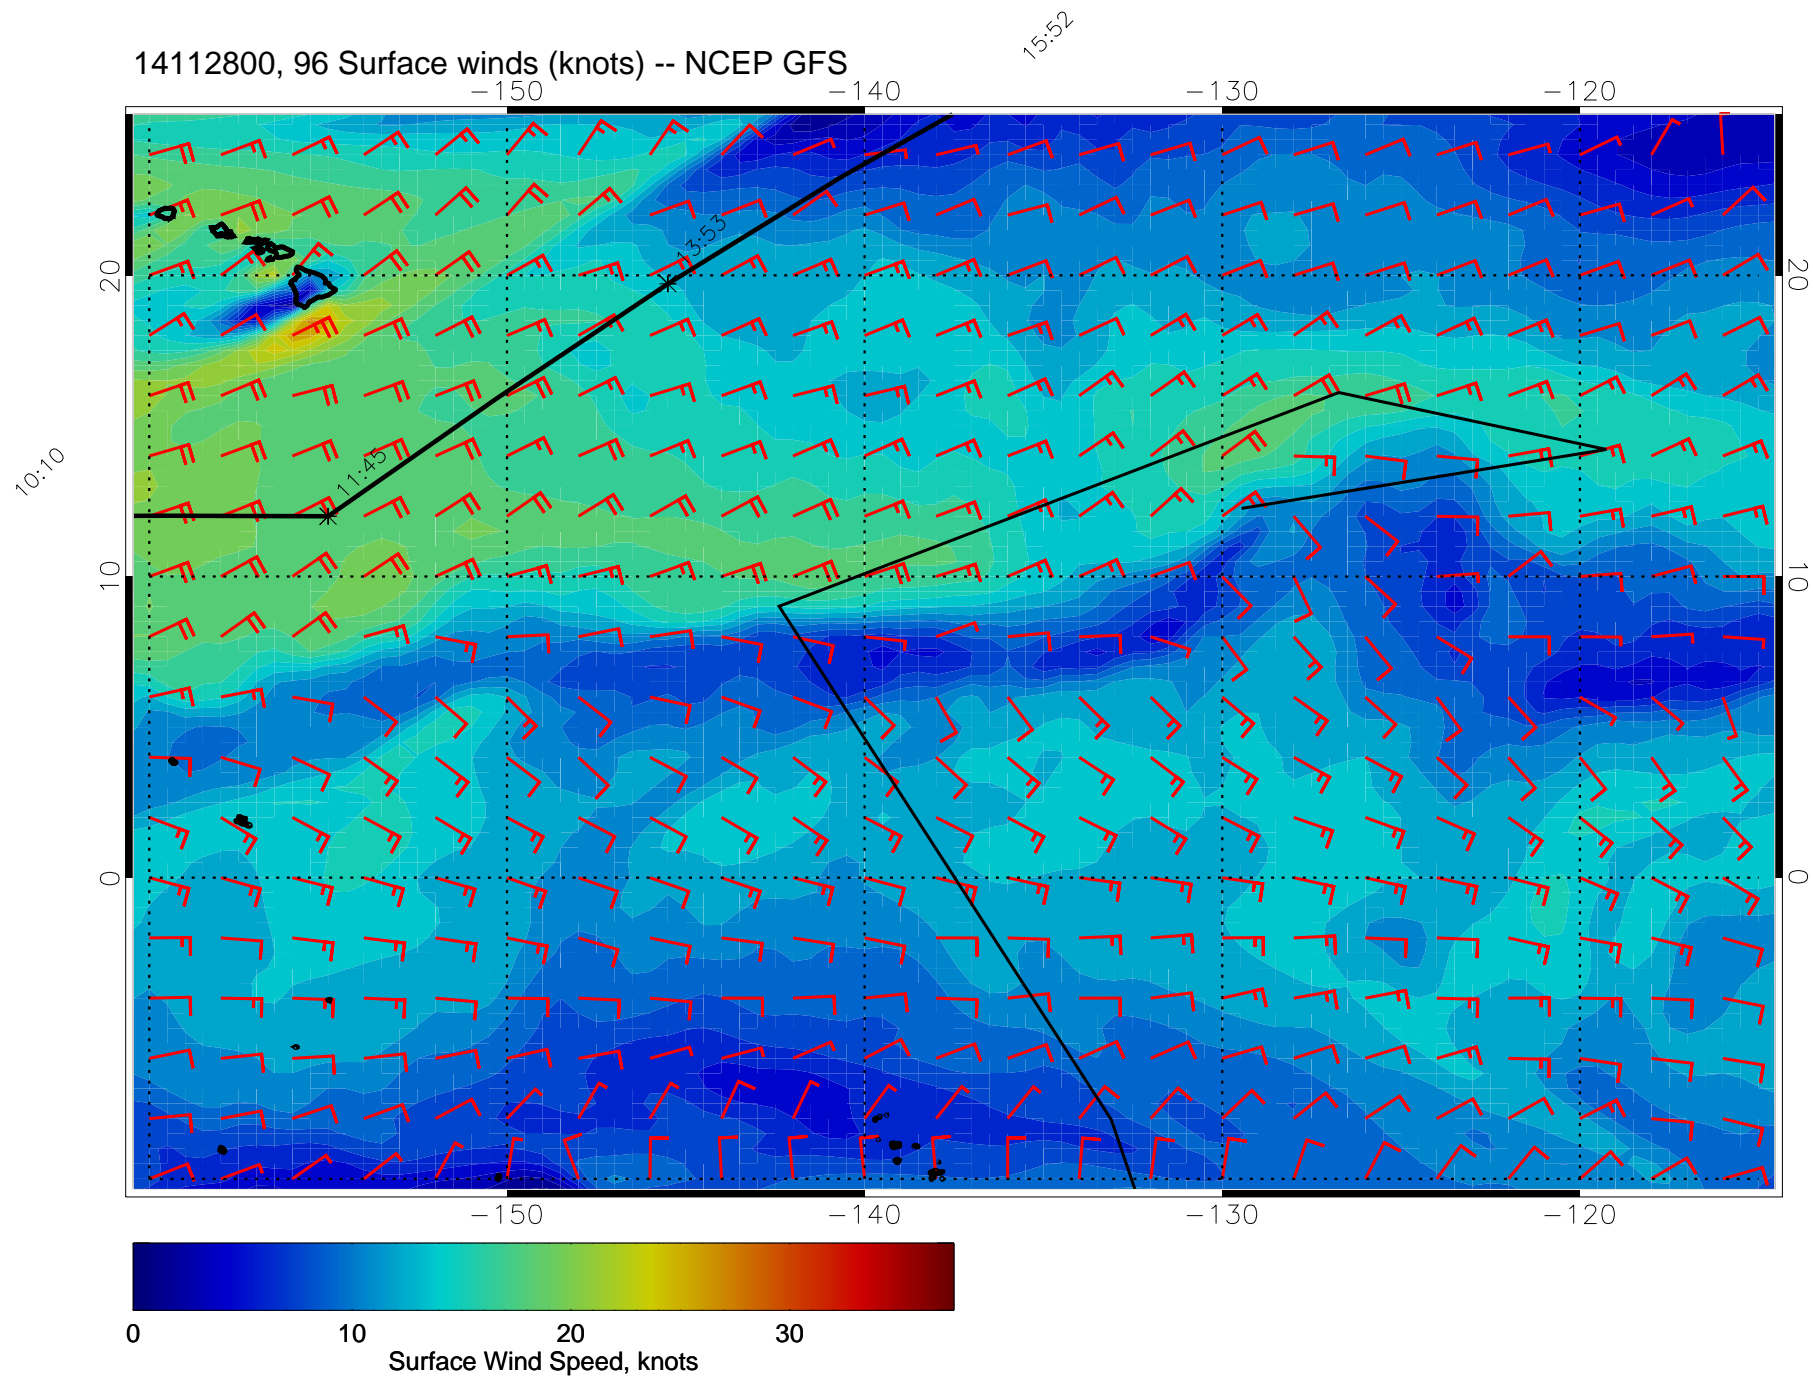 15:52
14112800, 96 Surface winds (knots) -- NCEP GFS
-150 -140 -130 -120
13:53
20 20
10:10
11:45
10 10
0 0
-150 -140 -130 -120
0 10 20 30
Surface Wind Speed, knots